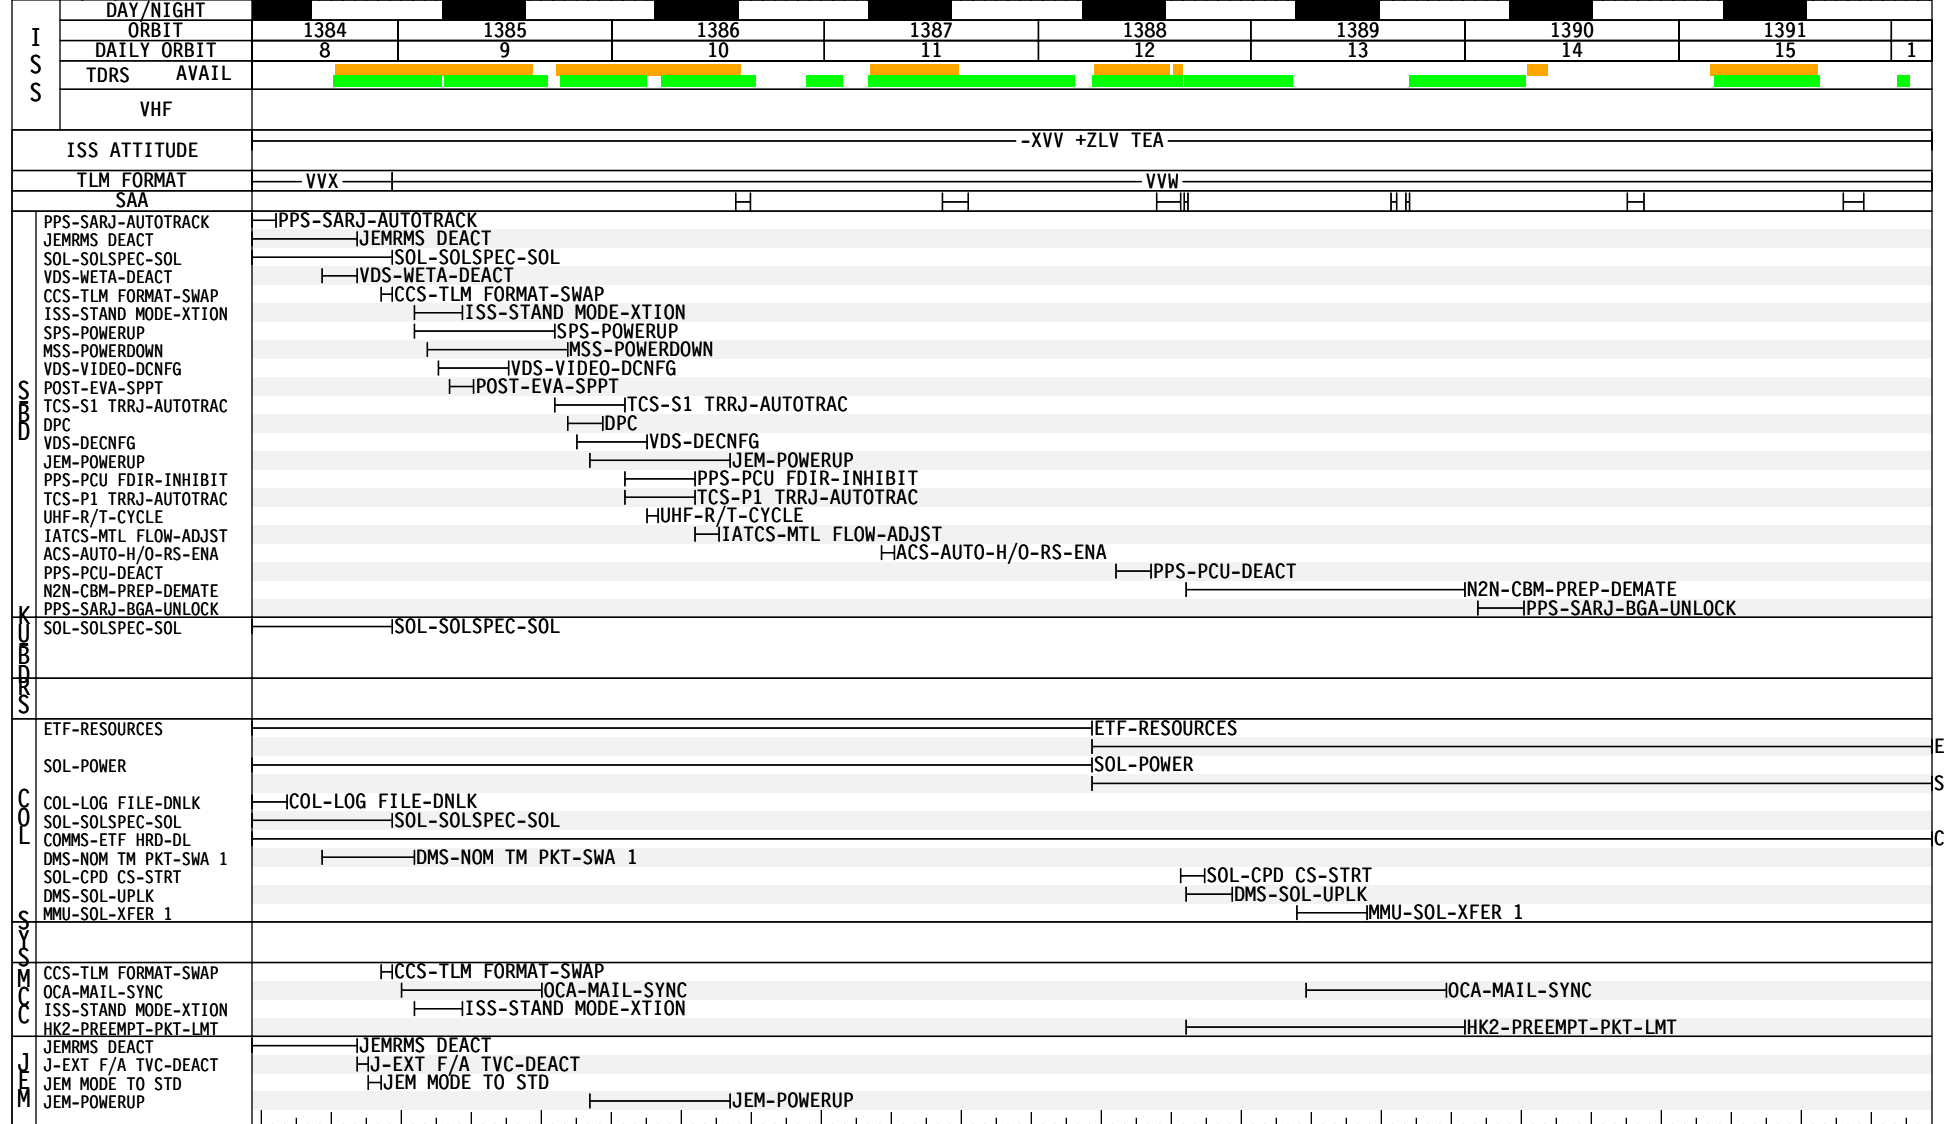 DAY/NIGHT
ISS
ORBIT 1384 1385 1386 1387 1388 1389 1390 1391
DAILY ORBIT 8 9 10 11 12 13 14 15 1
TDRS AVAIL
VHF
ISS ATTITUDE -XVV +ZLV TEA
TLM FORMAT VVX VVW
SAA
SBD
PPS-SARJ-AUTOTRACK PPS-SARJ-AUTOTRACK
JEMRMS DEACT JEMRMS DEACT
SOL-SOLSPEC-SOL SOL-SOLSPEC-SOL
VDS-WETA-DEACT VDS-WETA-DEACT
CCS-TLM FORMAT-SWAP CCS-TLM FORMAT-SWAP
ISS-STAND MODE-XTION ISS-STAND MODE-XTION
SPS-POWERUP SPS-POWERUP
MSS-POWERDOWN MSS-POWERDOWN
VDS-VIDEO-DCNFG VDS-VIDEO-DCNFG
POST-EVA-SPPT POST-EVA-SPPT
TCS-S1 TRRJ-AUTOTRAC TCS-S1 TRRJ-AUTOTRAC
DPC DPC
VDS-DECNFG VDS-DECNFG
JEM-POWERUP JEM-POWERUP
PPS-PCU FDIR-INHIBIT PPS-PCU FDIR-INHIBIT
TCS-P1 TRRJ-AUTOTRAC TCS-P1 TRRJ-AUTOTRAC
UHF-R/T-CYCLE UHF-R/T-CYCLE
IATCS-MTL FLOW-ADJST IATCS-MTL FLOW-ADJST
ACS-AUTO-H/O-RS-ENA ACS-AUTO-H/O-RS-ENA
PPS-PCU-DEACT PPS-PCU-DEACT
N2N-CBM-PREP-DEMATE N2N-CBM-PREP-DEMATE
PPS-SARJ-BGA-UNLOCK PPS-SARJ-BGA-UNLOCK
KU-BD
SOL-SOLSPEC-SOL SOL-SOLSPEC-SOL
RS
COL
ETF-RESOURCES ETF-RESOURCES
E
SOL-POWER SOL-POWER
S
COL-LOG FILE-DNLK COL-LOG FILE-DNLK
SOL-SOLSPEC-SOL SOL-SOLSPEC-SOL
COMMS-ETF HRD-DL C
DMS-NOM TM PKT-SWA 1 DMS-NOM TM PKT-SWA 1
SOL-CPD CS-STRT SOL-CPD CS-STRT
DMS-SOL-UPLK DMS-SOL-UPLK
MMU-SOL-XFER 1 MMU-SOL-XFER 1
SYS
MCC
CCS-TLM FORMAT-SWAP CCS-TLM FORMAT-SWAP
OCA-MAIL-SYNC OCA-MAIL-SYNC OCA-MAIL-SYNC
ISS-STAND MODE-XTION ISS-STAND MODE-XTION
HK2-PREEMPT-PKT-LMT HK2-PREEMPT-PKT-LMT
JEM
JEMRMS DEACT JEMRMS DEACT
J-EXT F/A TVC-DEACT J-EXT F/A TVC-DEACT
JEM MODE TO STD JEM MODE TO STD
JEM-POWERUP JEM-POWERUP